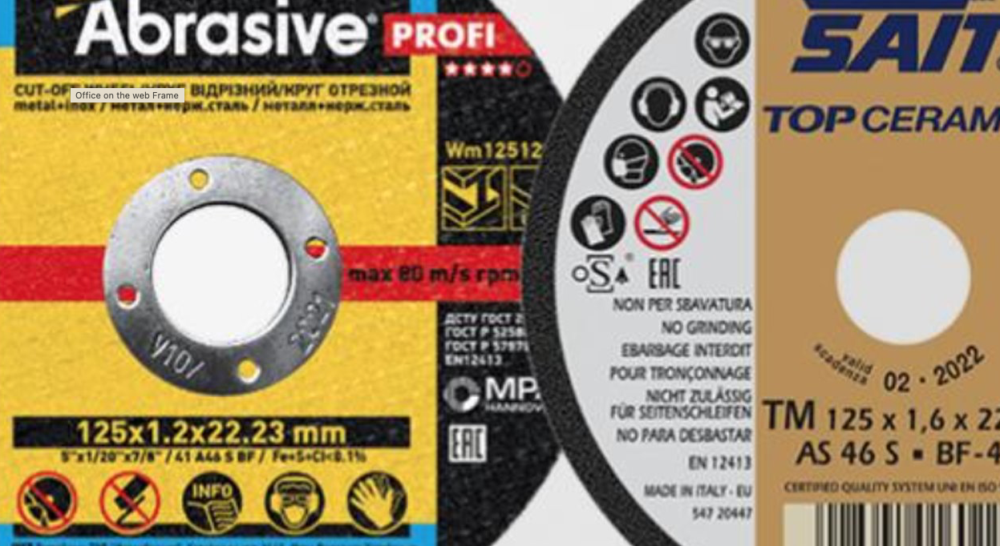 Abrasive® PROFI
CUT-OFF WHEEL/КРУГ ВІДРІЗНИЙ/КРУГ ОТРЕЗНОЙ
metal+inox / метал+нерж.сталь / металл+нерж.сталь
Office on the web Frame
Wm12512
max 80 m/s rpm
V10/
2021
ДСТУ ГОСТ 2
ГОСТ Р 5258
ГОСТ Р 5797
EN12413
MPA
HANNOV
EAC
125x1.2x22.23 mm
5"x1/20"x7/8" / 41 A46 S BF / Fe+S+Cl<0.1%
INFO
oSa® EAC
NON PER SBAVATURA
NO GRINDING
EBARBAGE INTERDIT
POUR TRONÇONNAGE
NICHT ZULÄSSIG
FÜR SEITENSCHLEIFEN
NO PARA DESBASTAR
EN 12413
MADE IN ITALY - EU
547 20447
SAIT
TOP CERAM
valid
scadenza 02 · 2022
TM 125 x 1,6 x 22
AS 46 S ▪ BF-4
CERTIFIED QUALITY SYSTEM UNI EN ISO